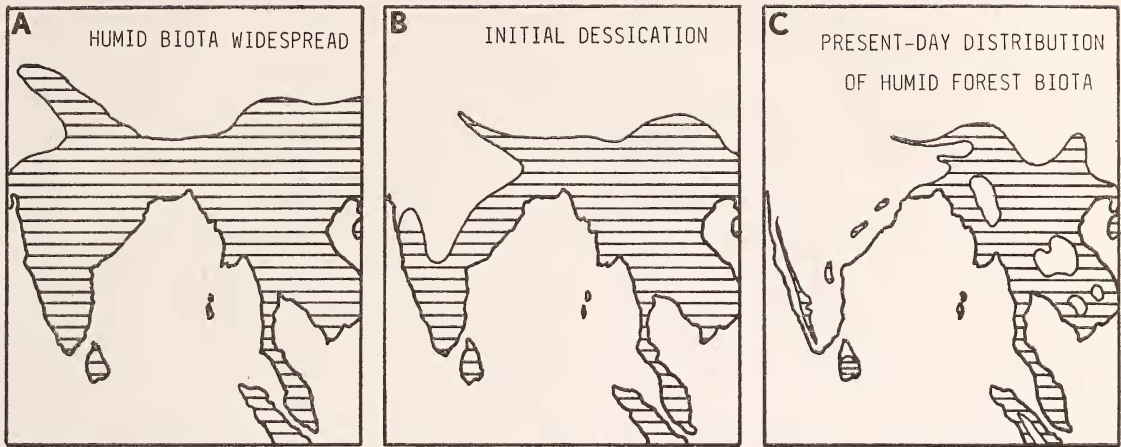 A
HUMID BIOTA WIDESPREAD
B
INITIAL DESSICATION
C
PRESENT-DAY DISTRIBUTION
OF HUMID FOREST BIOTA